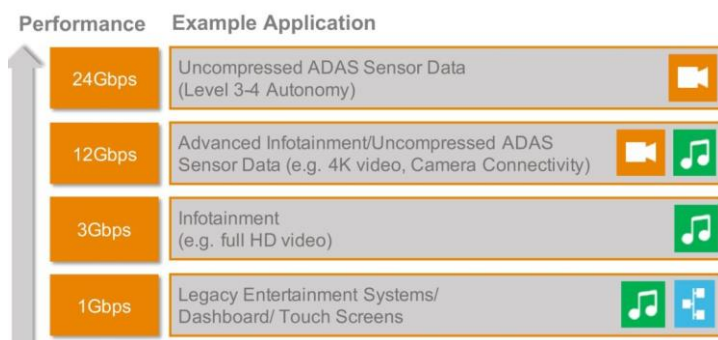 Performance Example Application
24Gbps
Uncompressed ADAS Sensor Data
(Level 3-4 Autonomy)
12Gbps
Advanced Infotainment/Uncompressed ADAS
Sensor Data (e.g. 4K video, Camera Connectivity)
3Gbps
Infotainment
(e.g. full HD video)
1Gbps
Legacy Entertainment Systems/
Dashboard/ Touch Screens